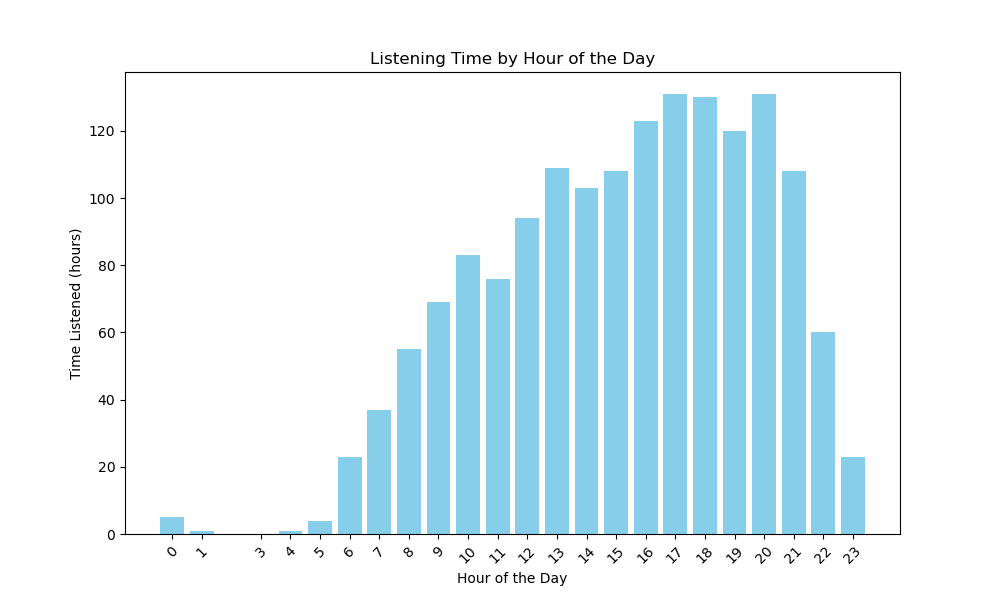 Listening Time by Hour of the Day
Time Listened (hours)
120
100
80
60
40
20
0
0 1 3 4 5 6 7 8 9 10 11 12 13 14 15 16 17 18 19 20 21 22 23
Hour of the Day